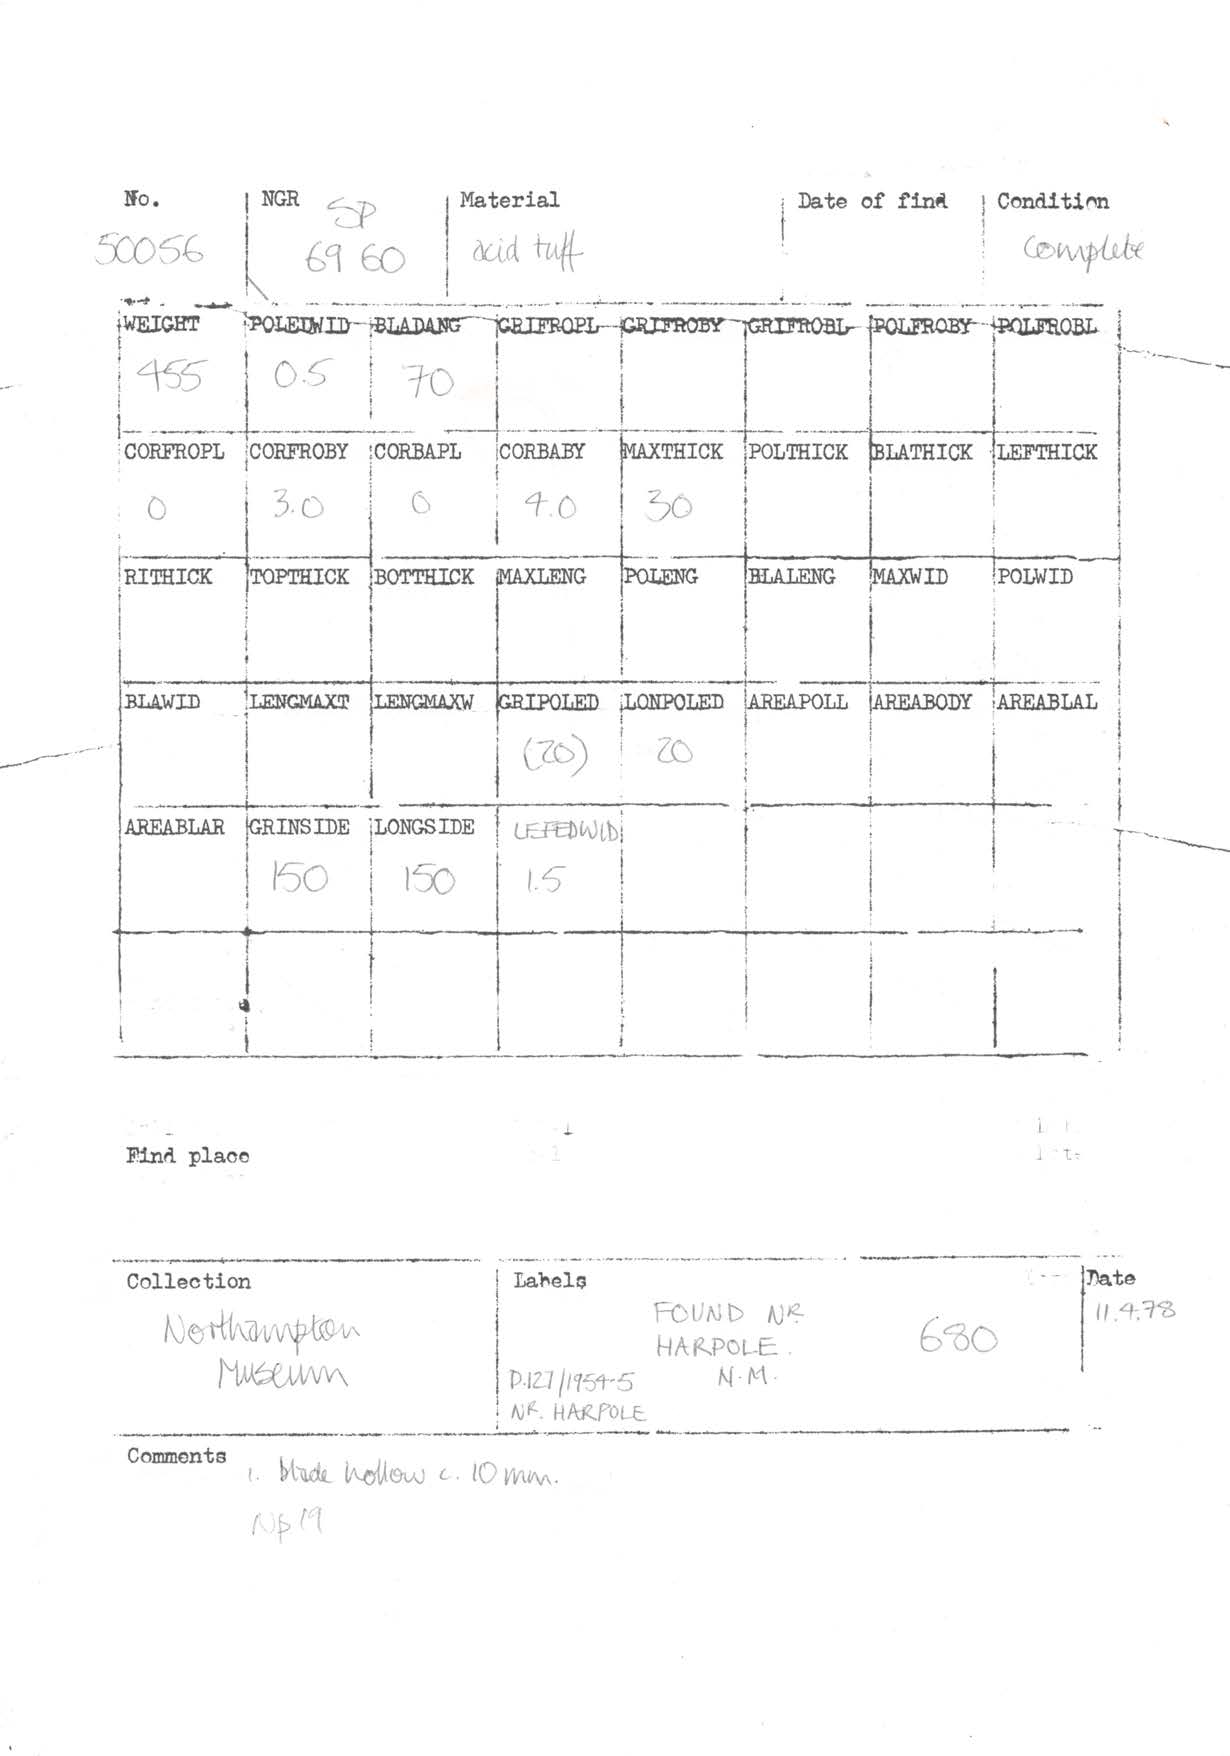 No. NGR Material Date of find Condition
SP
50056 69 60 acid tuff complete
WEIGHT POLEDWID BLADANG GRIFROPL GRIFROBY GRIFROBL POLFROBY POLFROBL
455 0.5 70
CORFROPL CORFROBY CORBAPL CORBABY MAXTHICK POLTHICK BLATHICK LEFTHICK
0 3.0 0 4.0 30
RITHICK TOPTHICK BOTTHICK MAXLENG POLENG BLALENG MAXWID POLWID
BLAWID LENGMAXT LENGMAXW GRIPOLED LONPOLED AREAPOLL AREABODY AREABLAL
(20) 20
AREABLAR GRINSIDE LONGSIDE LEFEDWID
150 150 1.5
Find place
Collection Labels Date
Northampton FOUND NR 680 11.4.78
Museum HARPOLE.
N.M.
D.127/1954-5
NR. HARPOLE
Comments 1. blade hollow c. 10mm.
Np19